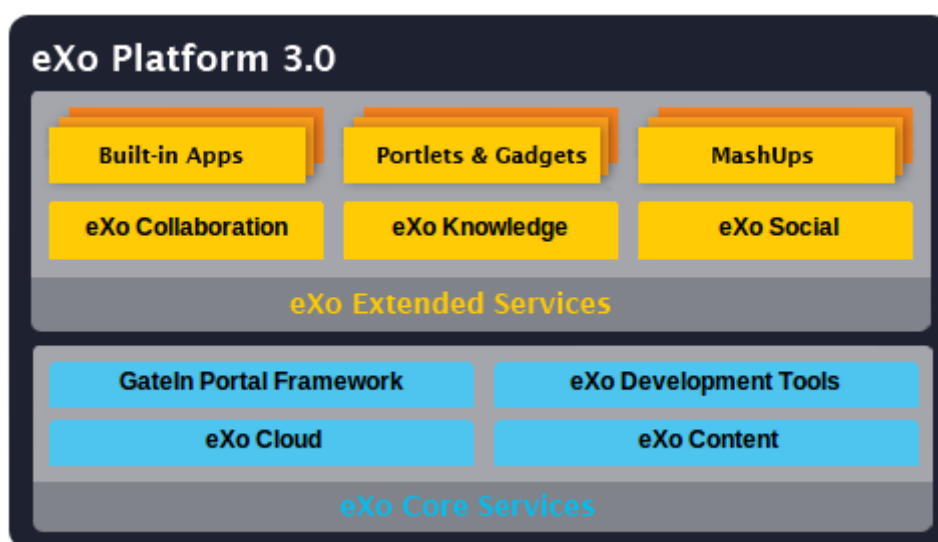 eXo Platform 3.0
Built-in Apps
Portlets & Gadgets
MashUps
eXo Collaboration
eXo Knowledge
eXo Social
eXo Extended Services
GateIn Portal Framework
eXo Development Tools
eXo Cloud
eXo Content
eXo Core Services